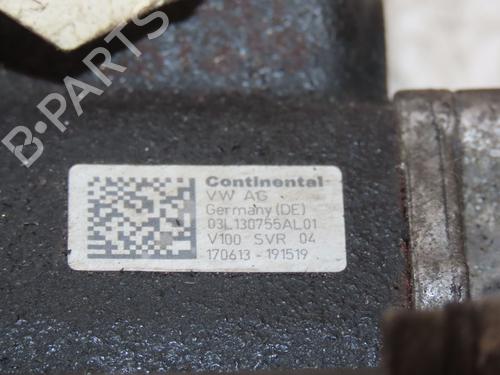 B-PARTS
Continental
VW AG
Germany (DE)
03L130755AL01
V100 SVR 04
170613 - 191519